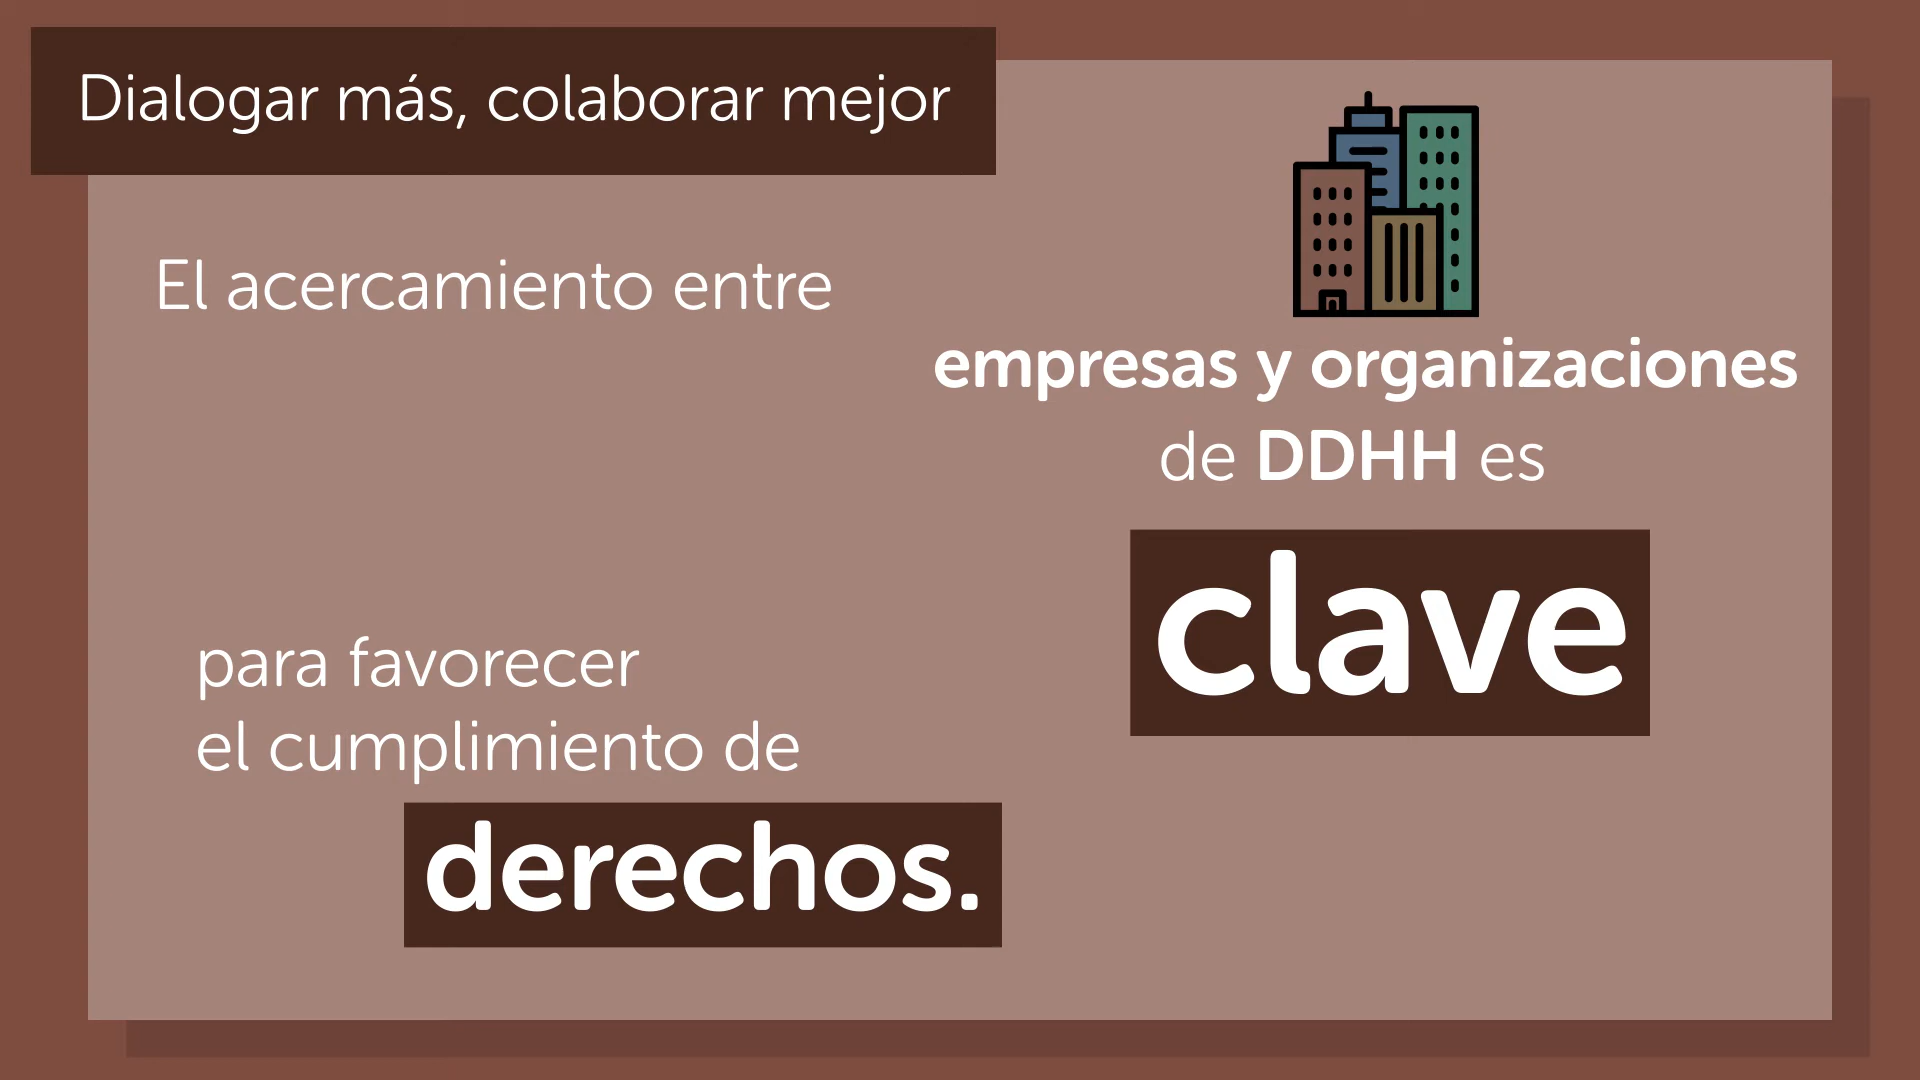 Dialogar más, colaborar mejor
El acercamiento entre
empresas y organizaciones
de DDHH es
clave
para favorecer
el cumplimiento de
derechos.